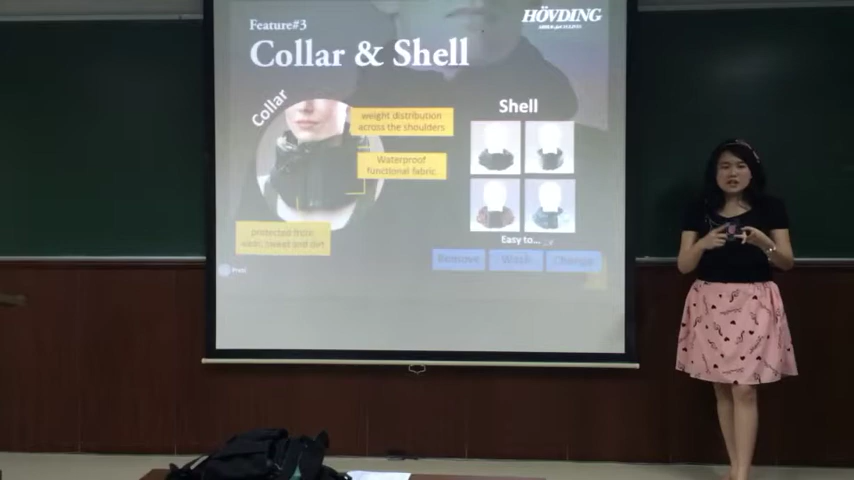 Feature#3
Collar & Shell
HÖVDING
Collar
weight distribution
across the shoulders
Waterproof
functional fabric.
protected from
wear, sweat and dirt
Shell
Easy to...
Remove
Wash
Change